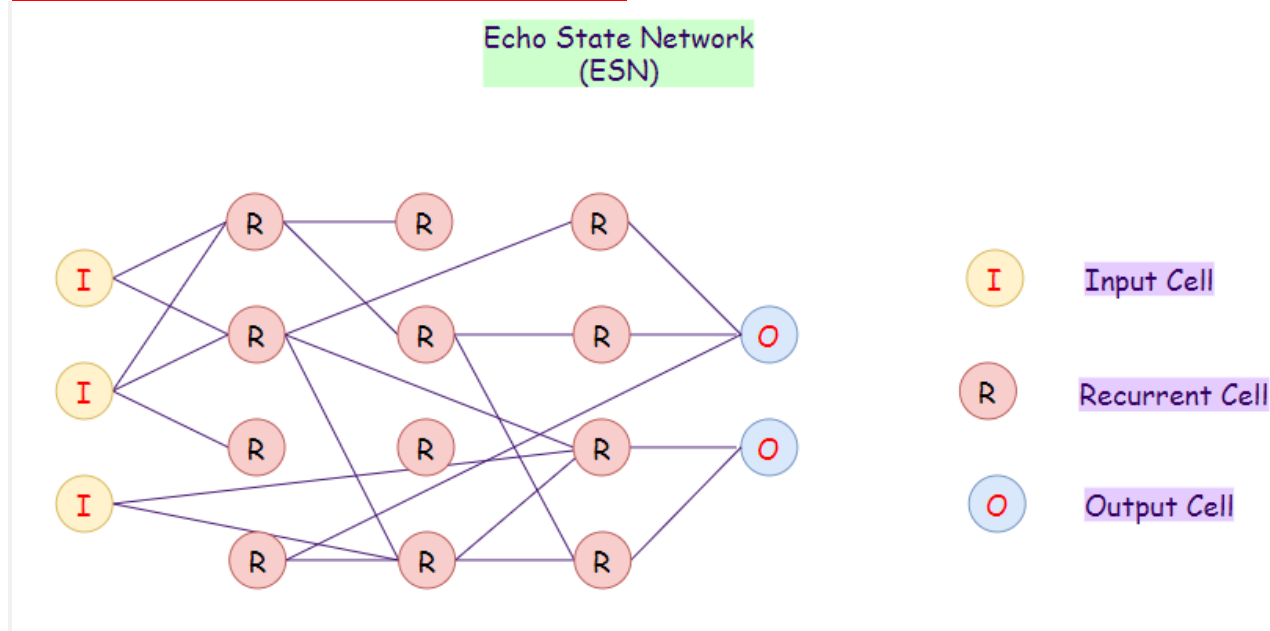 Echo State Network
(ESN)
R R R
I I Input Cell
R R R O
I R Recurrent Cell
R R R O
I O Output Cell
R R R